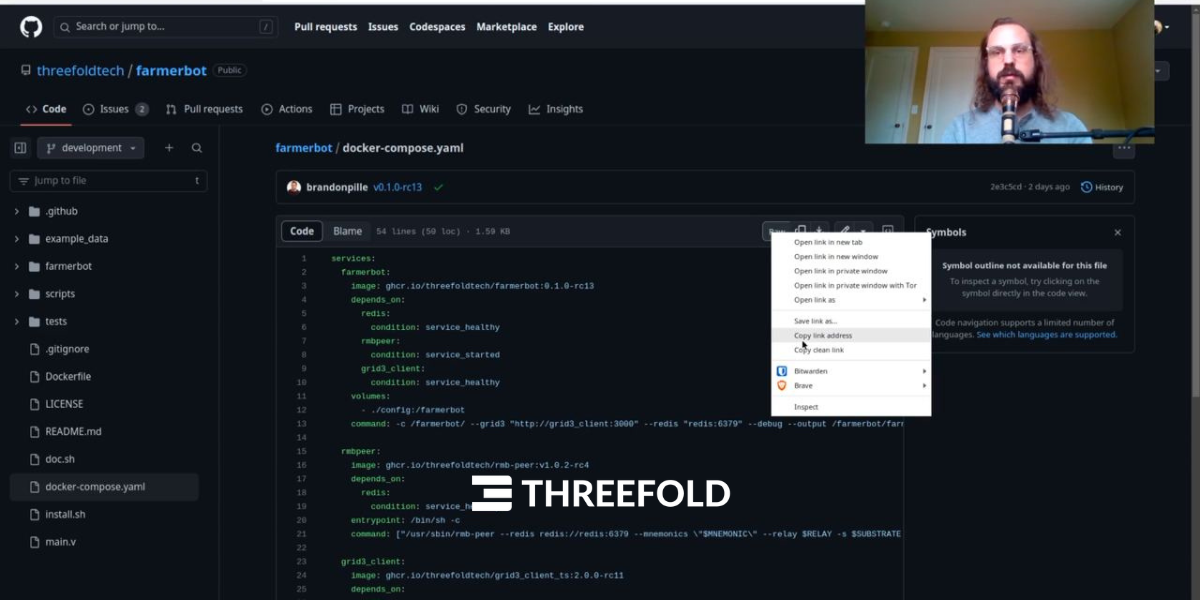 Search or jump to... /
Pull requests Issues Codespaces Marketplace Explore
threefoldtech / farmerbot Public
Code Issues 2 Pull requests Actions Projects Wiki Security Insights
development
Jump to file t
.github
example_data
farmerbot
scripts
tests
.gitignore
Dockerfile
LICENSE
README.md
doc.sh
docker-compose.yaml
install.sh
main.v
farmerbot / docker-compose.yaml
brandonpille v0.1.0-rc13 2e3c5cd · 2 days ago History
Code Blame 54 lines (50 loc) · 1.59 KB
1 services:
2 farmerbot:
3 image: ghcr.io/threefoldtech/farmerbot:0.1.0-rc13
4 depends_on:
5 redis:
6 condition: service_healthy
7 rmbpeer:
8 condition: service_started
9 grid3_client:
10 condition: service_healthy
11 volumes:
12 - ./config:/farmerbot
13 command: -c /farmerbot/ --grid3 "http://grid3_client:3000" --redis "redis:6379" --debug --output /farmerbot/farm
14
15 rmbpeer:
16 image: ghcr.io/threefoldtech/rmb-peer:v1.0.2-rc4
17 depends_on:
18 redis:
19 condition: service_h
20 entrypoint: /bin/sh -c
21 command: ["/usr/sbin/rmb-peer --redis redis://redis:6379 --mnemonics \"$MNEMONIC\" --relay $RELAY -s $SUBSTRATE
22
23 grid3_client:
24 image: ghcr.io/threefoldtech/grid3_client_ts:2.0.0-rc11
25 depends_on:
THREEFOLD
Open link in new tab
Open link in new window
Open link in private window
Open link in private window with Tor
Open link as
Save link as...
Copy link address
Copy clean link
Bitwarden
Brave
Inspect
Symbols
Symbol outline not available for this file
To inspect a symbol, try clicking on the
symbol directly in the code view.
Code navigation supports a limited number of
languages. See which languages are supported.